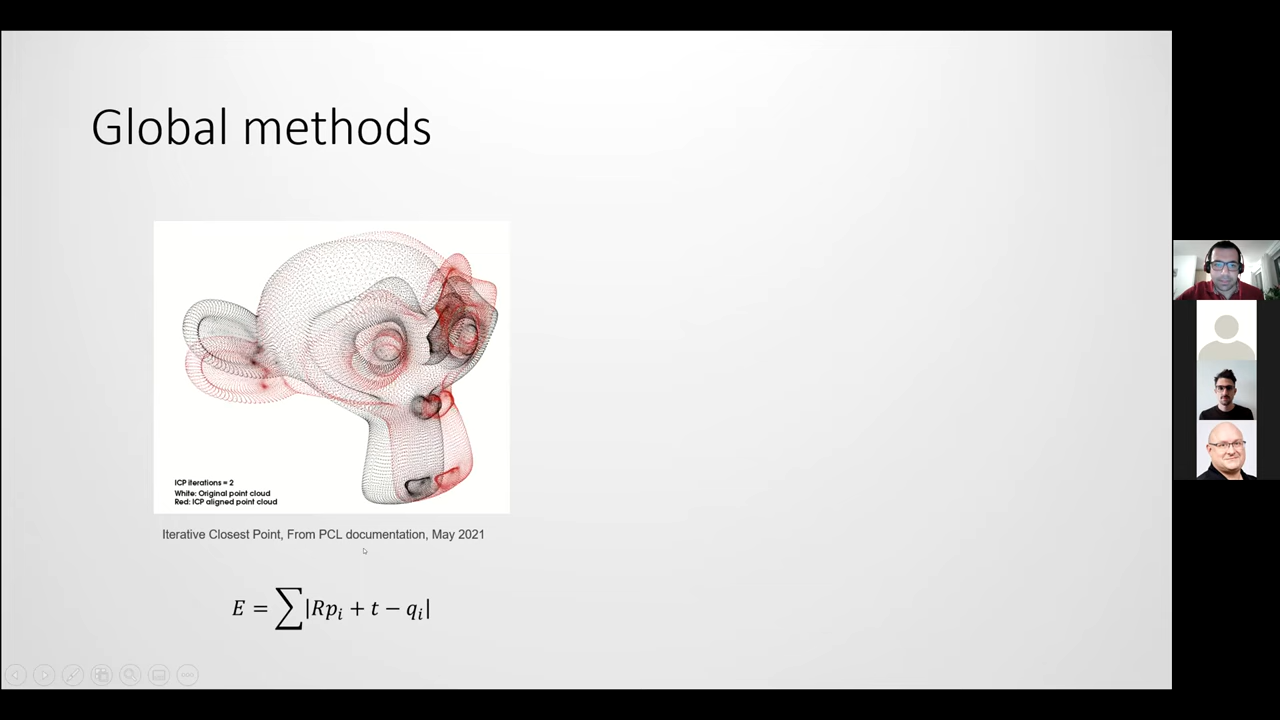 Global methods
ICP iterations = 2
White: Original point cloud
Red: ICP aligned point cloud
Iterative Closest Point, From PCL documentation, May 2021
E = ∑|Rpᵢ + t − qᵢ|